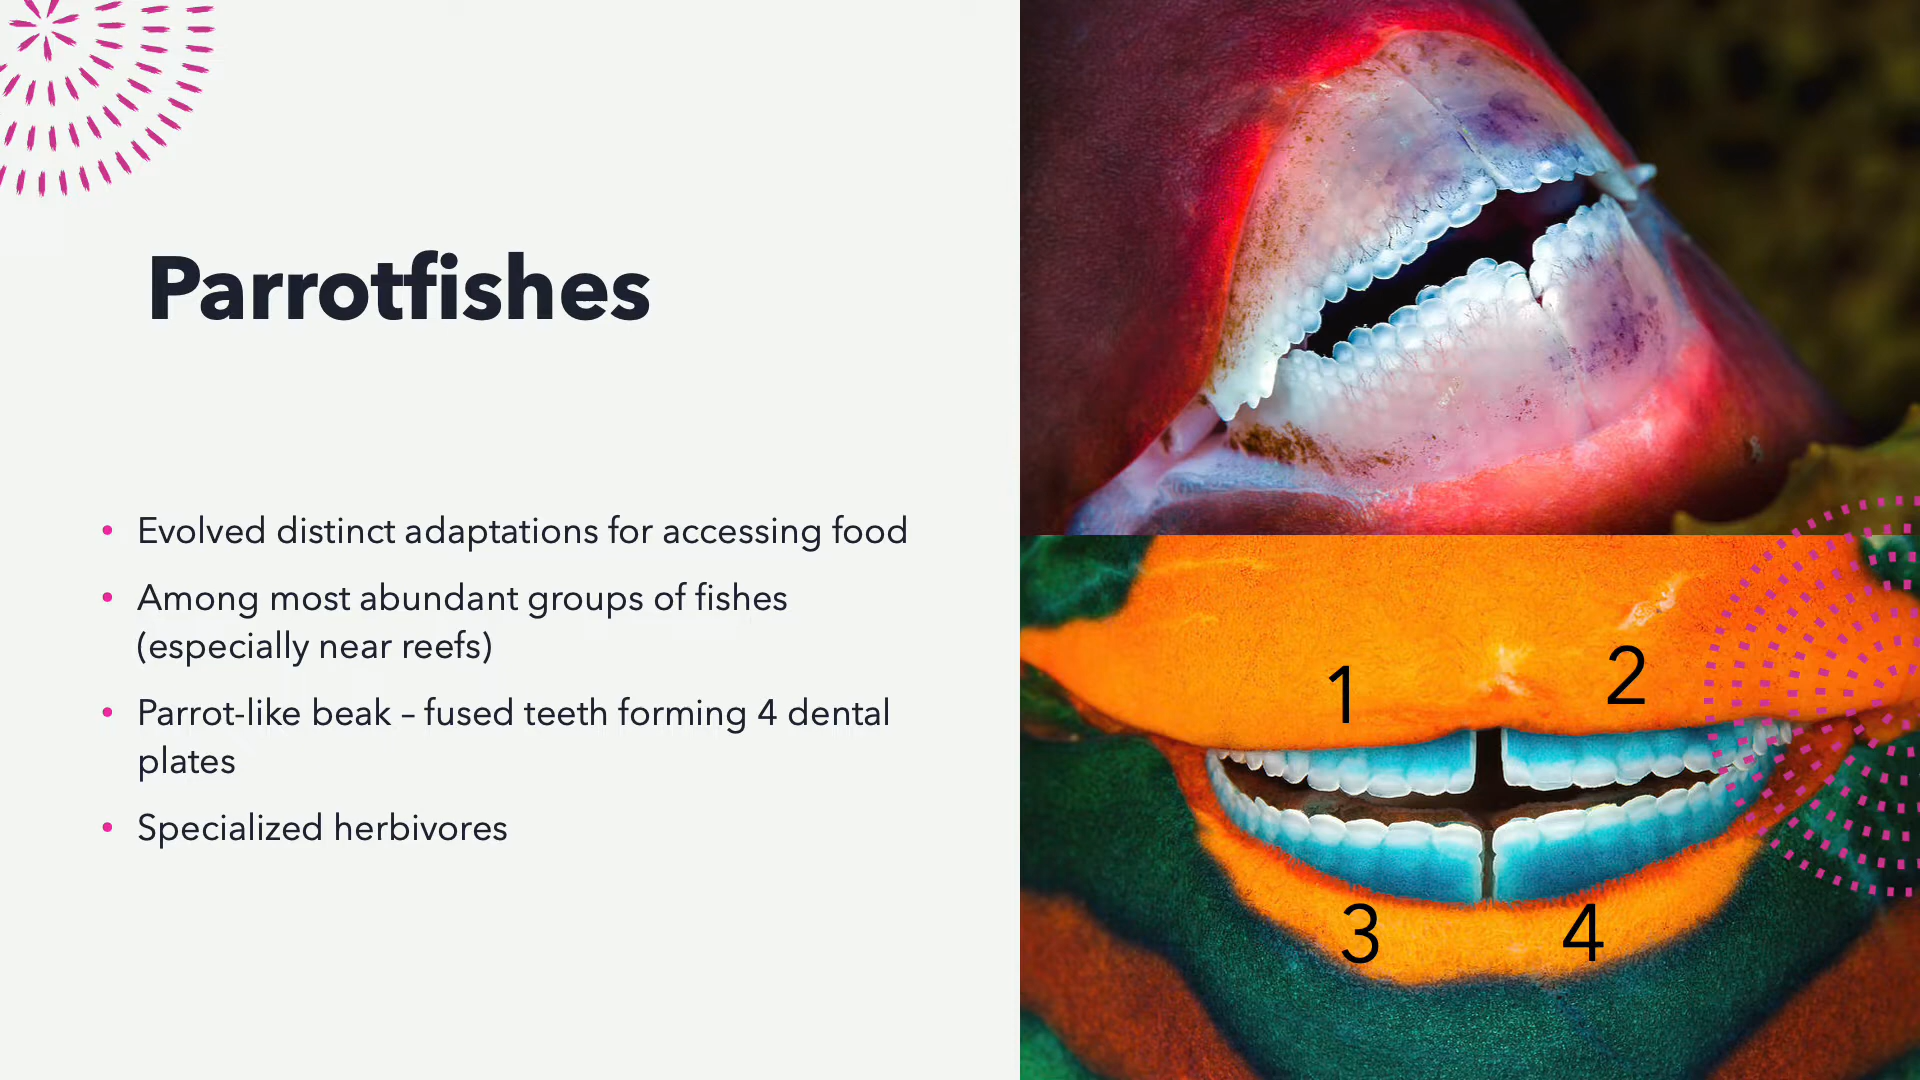 Parrotfishes
• Evolved distinct adaptations for accessing food
• Among most abundant groups of fishes
(especially near reefs)
• Parrot-like beak – fused teeth forming 4 dental
plates
• Specialized herbivores
1
2
3
4